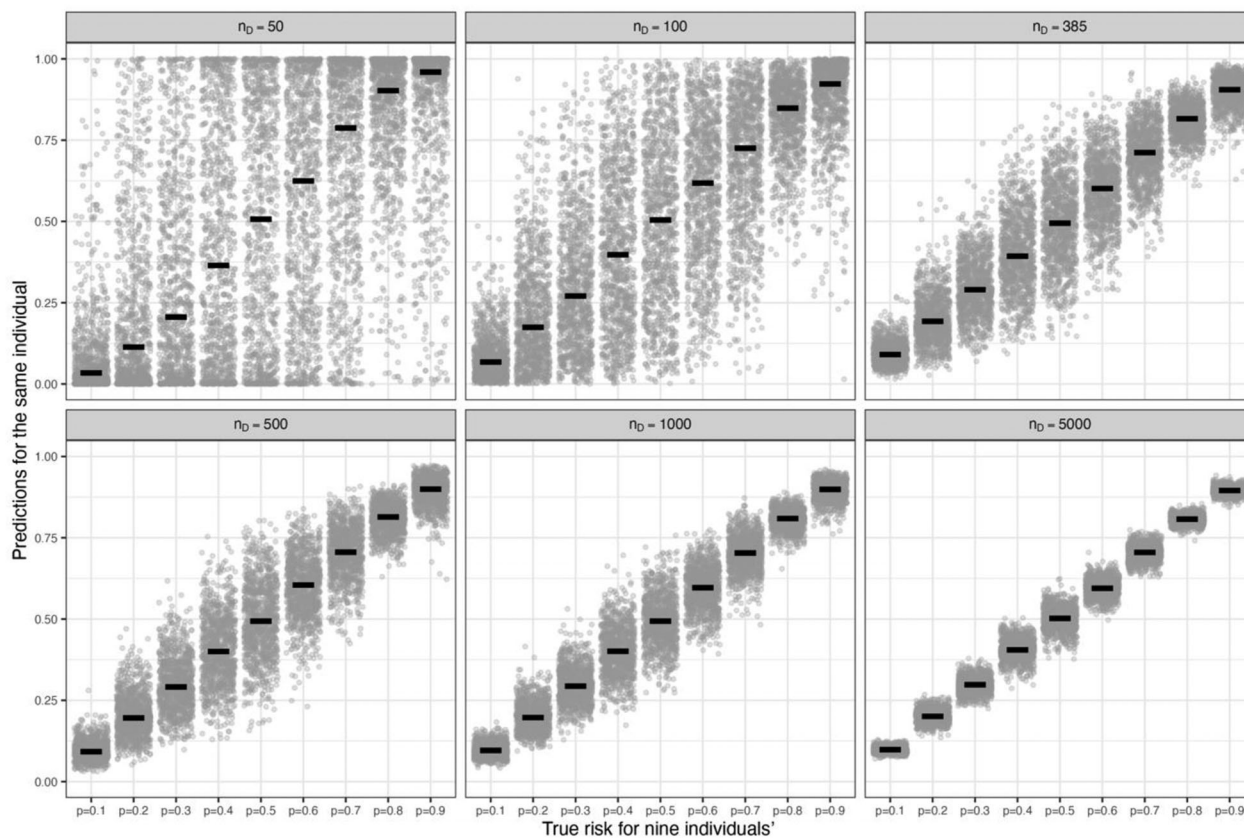 n_D = 50
n_D = 100
n_D = 385
1.00
0.75
0.50
0.25
0.00
n_D = 500
n_D = 1000
n_D = 5000
1.00
0.75
0.50
0.25
0.00
p=0.1 p=0.2 p=0.3 p=0.4 p=0.5 p=0.6 p=0.7 p=0.8 p=0.9
p=0.1 p=0.2 p=0.3 p=0.4 p=0.5 p=0.6 p=0.7 p=0.8 p=0.9
p=0.1 p=0.2 p=0.3 p=0.4 p=0.5 p=0.6 p=0.7 p=0.8 p=0.9
Predictions for the same individual
True risk for nine individuals’